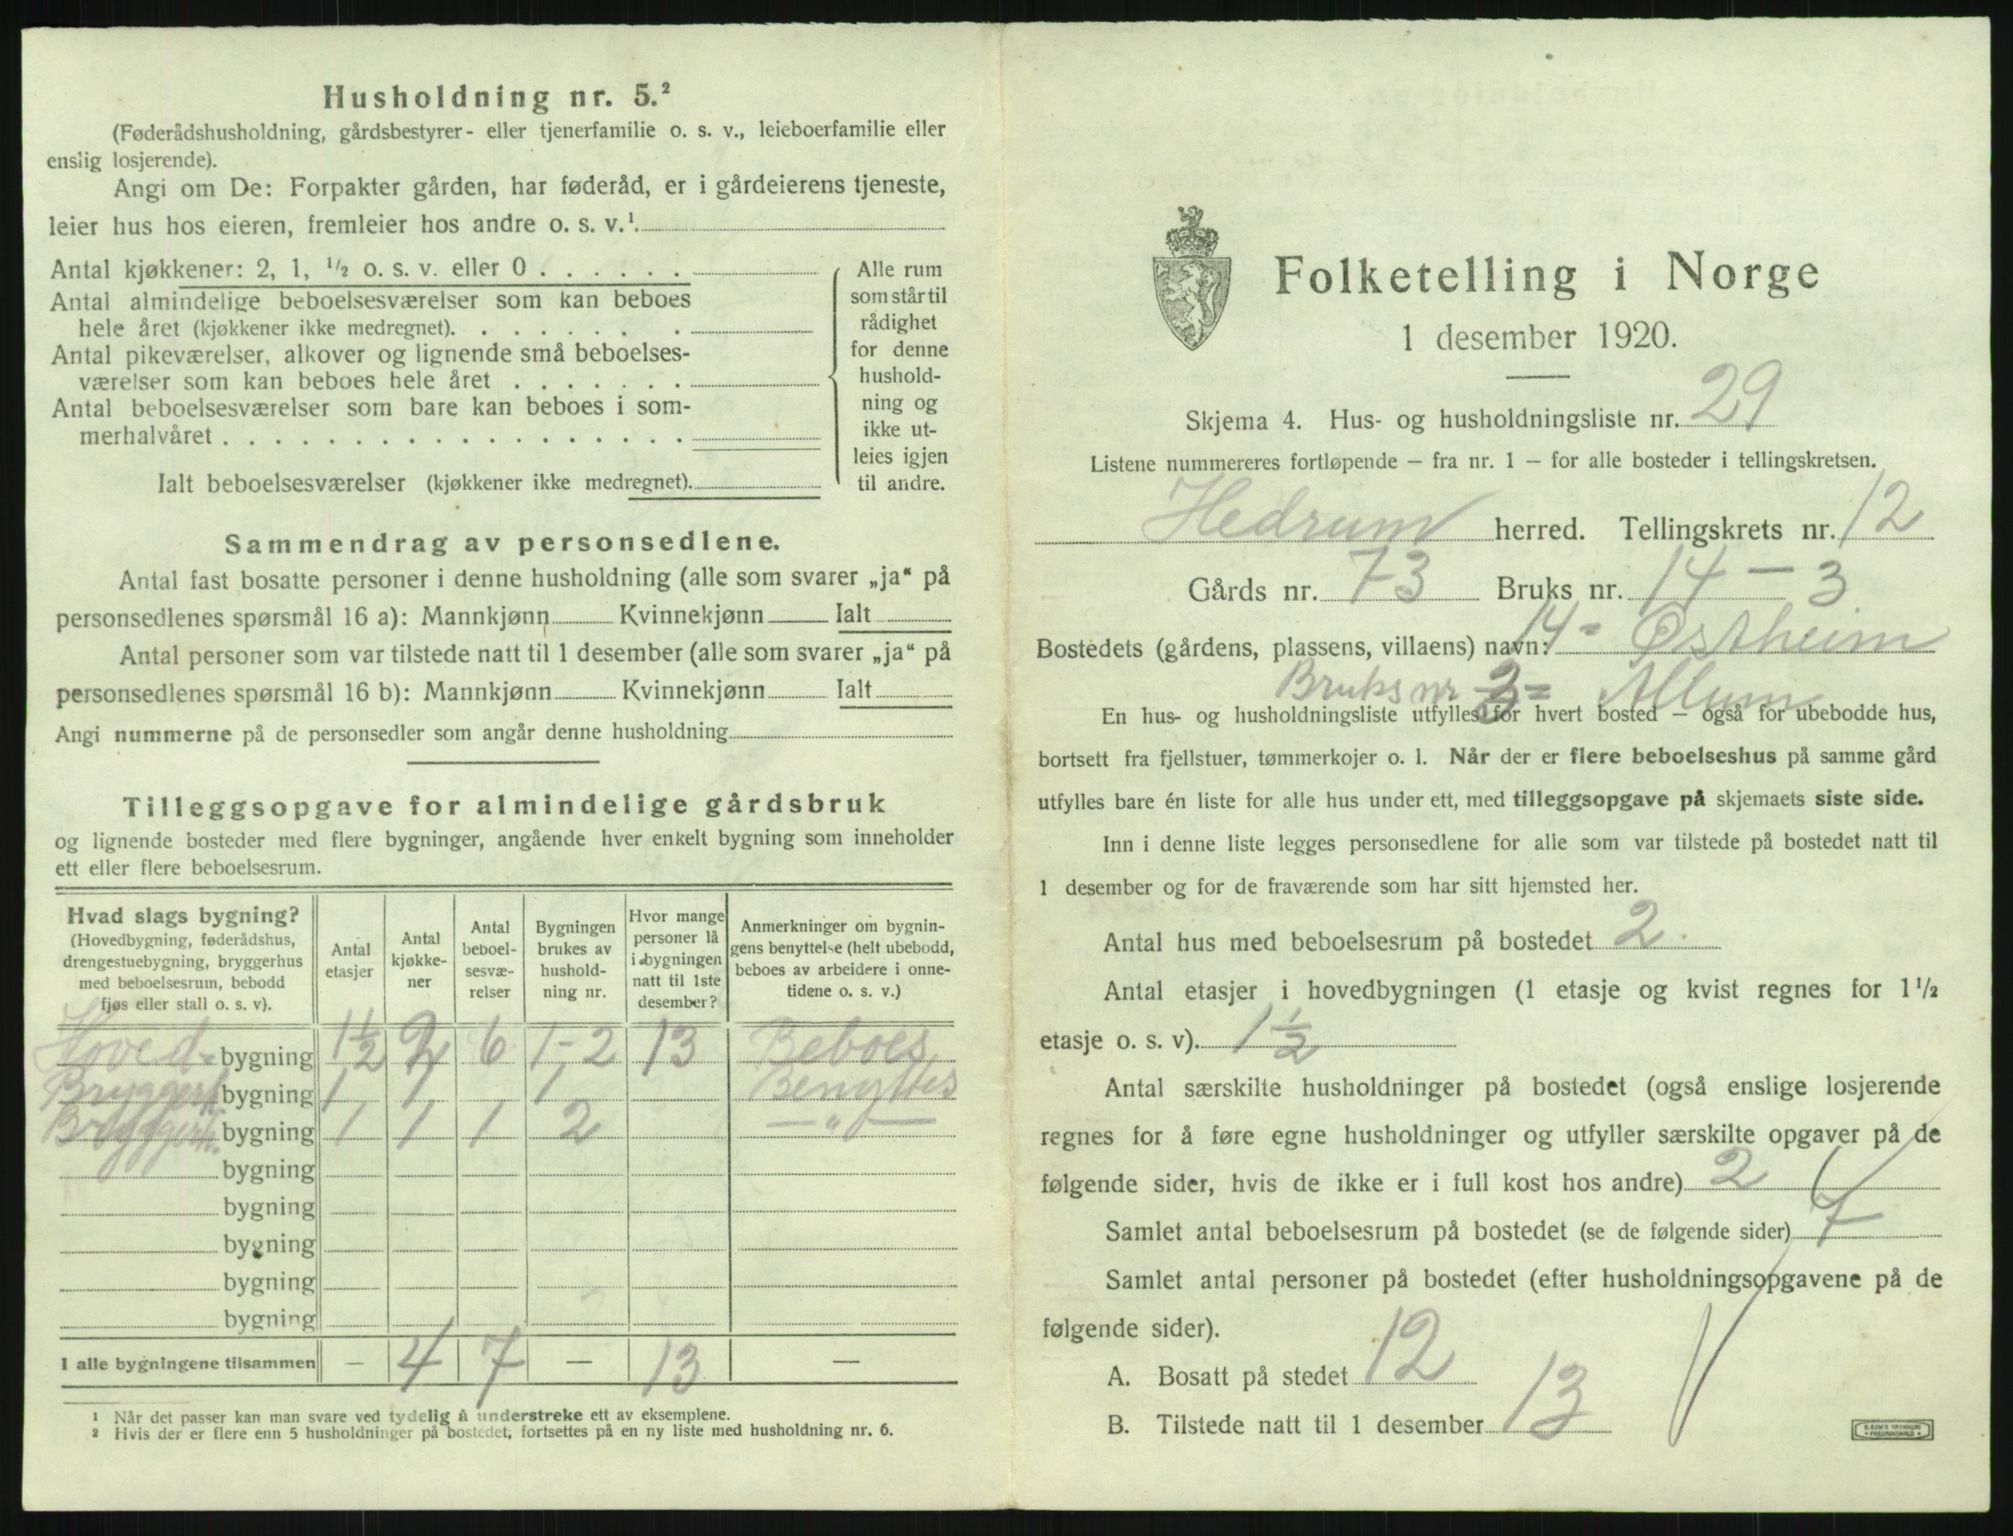 Husholdning nr. 5.²
(Føderådshusholdning, gårdsbestyrer- eller tjenerfamilie o. s. v., leieboerfamilie eller
enslig losjerende).
Angi om De: Forpakter gården, har føderåd, er i gårdeierens tjeneste,
leier hus hos eieren, fremleier hos andre o. s. v.¹.
Antal kjøkkener: 2, 1, ½ o. s. v. eller 0 . . . . . .
Antal almindelige beboelsesværelser som kan beboes
hele året (kjøkkener ikke medregnet). . . . . . . .
Antal pikeværelser, alkover og lignende små beboelses-
værelser som kan beboes hele året . . . . . . .
Antal beboelsesværelser som bare kan beboes i som-
merhalvåret . . . . . . . . . . . . . . . . . .
Ialt beboelsesværelser (kjøkkener ikke medregnet).
Alle rum
som står til
rådighet
for denne
hushold-
ning og
ikke ut-
leies igjen
til andre.
Sammendrag av personsedlene.
Antal fast bosatte personer i denne husholdning (alle som svarer „ja“ på
personsedlenes spørsmål 16 a): Mannkjønn Kvinnekjønn Ialt
Antal personer som var tilstede natt til 1 desember (alle som svarer „ja“ på
personsedlenes spørsmål 16 b): Mannkjønn Kvinnekjønn Ialt
Angi nummerne på de personsedler som angår denne husholdning
Tilleggsopgave for almindelige gårdsbruk
og lignende bosteder med flere bygninger, angående hver enkelt bygning som inneholder
ett eller flere beboelsesrum.
Hvad slags bygning?
(Hovedbygning, føderådshus,
drengestuebygning, bryggerhus
med beboelsesrum, bebodd
fjøs eller stall o. s. v).
Antal
etasjer
Antal
kjøkke-
ner
Antal
beboel-
sesvæ-
relser
Bygningen
brukes av
hushold-
ning nr.
Hvor mange
personer lå
i bygningen
natt til 1ste
desember?
Anmerkninger om bygnin-
gens benyttelse (helt ubebodd,
beboes av arbeidere i onne-
tidene o. s. v.)
Hoved- bygning 1½ 2 6 1-2 13 Beboes
Bryggerh. bygning 1 1 1 Benyttes
Bryggerh. bygning 1 1 1 2 — „ —
bygning
bygning
bygning
bygning
bygning
I alle bygningene tilsammen — 4 7 — 13 —
¹ Når det passer kan man svare ved tydelig å understreke ett av eksemplene.
² Hvis der er flere enn 5 husholdninger på bostedet, fortsettes på en ny liste med husholdning nr. 6.
Folketelling i Norge
1 desember 1920.
Skjema 4. Hus- og husholdningsliste nr. 29
Listene nummereres fortløpende — fra nr. 1 — for alle bosteder i tellingskretsen.
Hedrum herred. Tellingskrets nr. 12
Gårds nr. 73 Bruks nr. 14 - 3
Bostedets (gårdens, plassens, villaens) navn: 14 = Østheim
Bruks nr 3 = Allum
En hus- og husholdningsliste utfylles for hvert bosted — også for ubebodde hus,
bortsett fra fjellstuer, tømmerkojer o. l. Når der er flere beboelseshus på samme gård
utfylles bare én liste for alle hus under ett, med tilleggsopgave på skjemaets siste side.
Inn i denne liste legges personsedlene for alle som var tilstede på bostedet natt til
1 desember og for de fraværende som har sitt hjemsted her.
Antal hus med beboelsesrum på bostedet 2
Antal etasjer i hovedbygningen (1 etasje og kvist regnes for 1½
etasje o. s. v). 1½
Antal særskilte husholdninger på bostedet (også enslige losjerende
regnes for å føre egne husholdninger og utfyller særskilte opgaver på de
følgende sider, hvis de ikke er i full kost hos andre) 2
Samlet antal beboelsesrum på bostedet (se de følgende sider) 7
Samlet antal personer på bostedet (efter husholdningsopgavene på de
følgende sider).
A. Bosatt på stedet 12
B. Tilstede natt til 1 desember 13